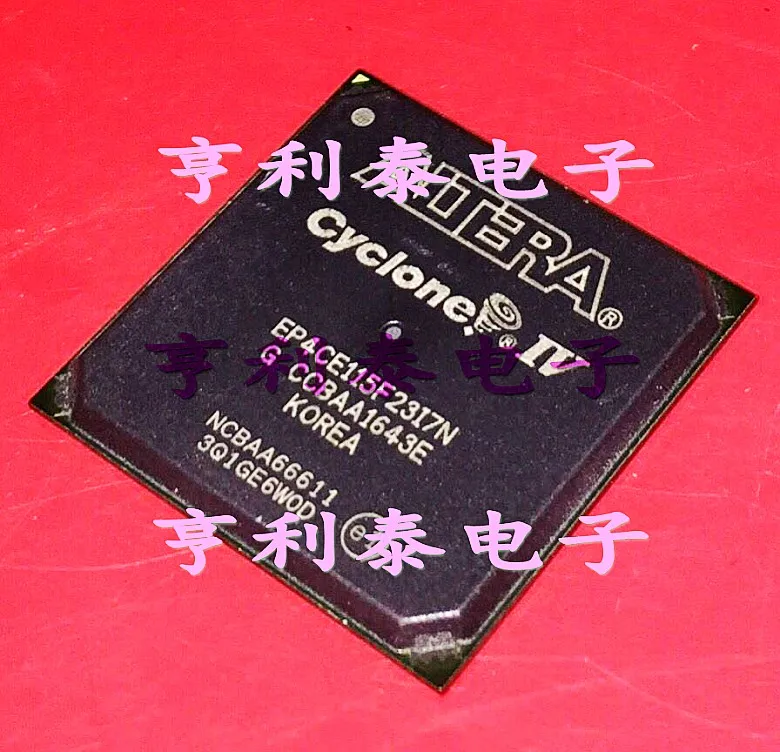 亨利泰电子
ALTERA®
Cyclone® IV
亨利泰电子
EP4CE115F23I7N
G CCBAA1643E
KOREA
NCBAA66611
3Q1GE6W0D
亨利泰电子